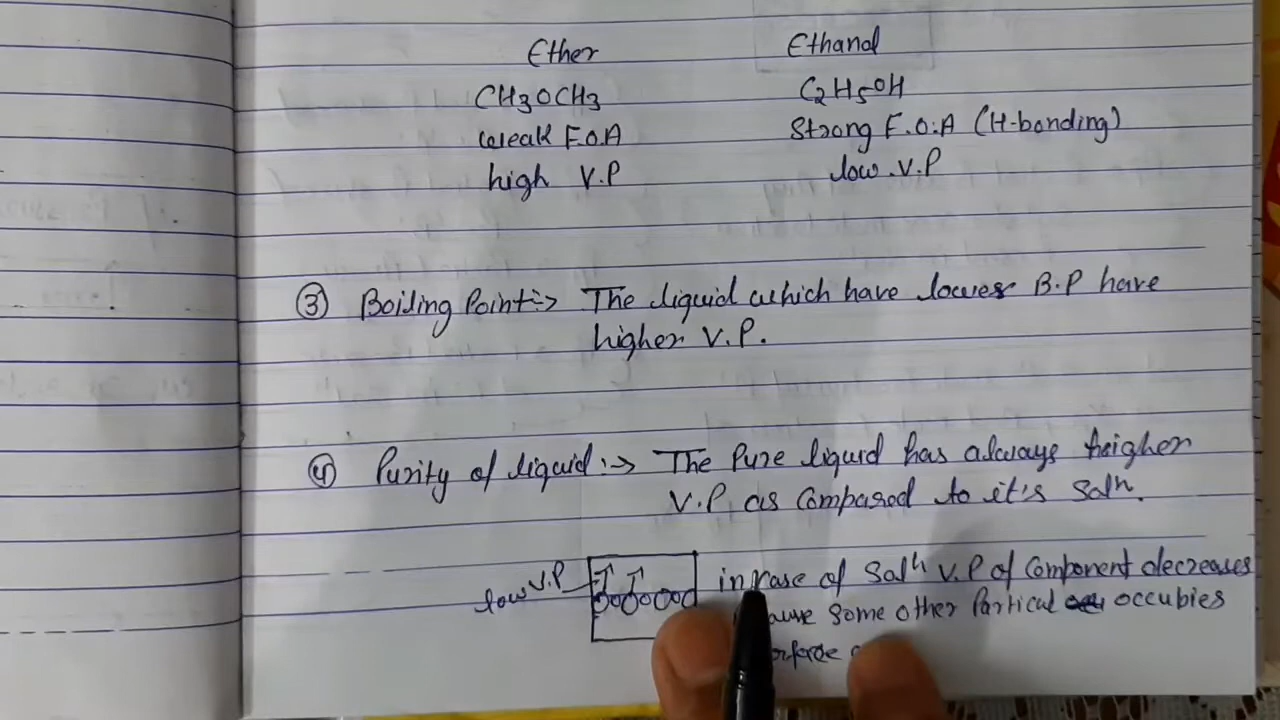 Ether Ethanol
CH3OCH3 C2H5OH
weak F.O.A Strong F.O.A (H-bonding)
high V.P low V.P
③ Boiling Point:→ The liquid which have lower B.P have
higher V.P.
④ Purity of liquid:→ The Pure liquid has always heigher
V.P as compared to it's Solⁿ.
low V.P in case of Solⁿ V.P of Component decreases
some other Partical occubies